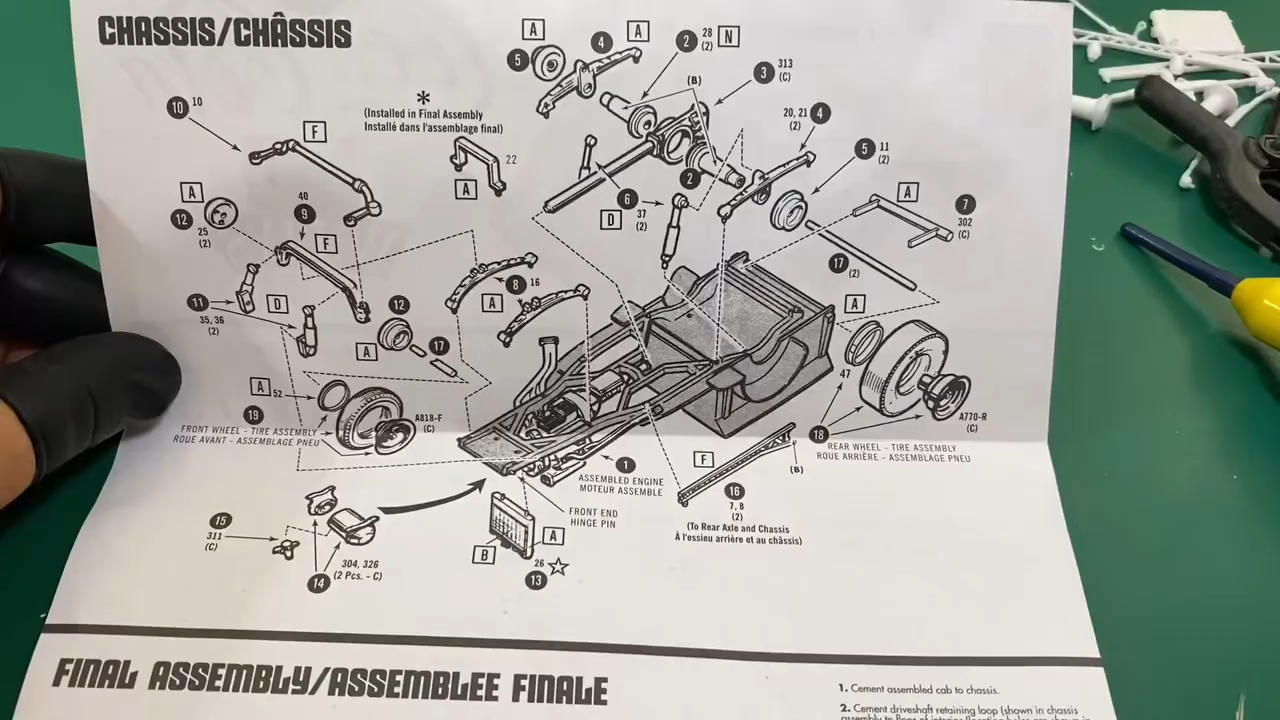 CHASSIS/CHÂSSIS
A
5
4
A
2
28
(2)
N
3
313
(C)
(B)
*
(Installed in Final Assembly
Installé dans l'assemblage final)
22
A
10
10
F
20, 21
(2)
4
5
11
(2)
A
7
302
(C)
2
6
37
(2)
D
A
12
25
(2)
40
9
F
17
(2)
8
16
A
11
35, 36
(2)
D
12
A
17
A
A
52
19
FRONT WHEEL - TIRE ASSEMBLY
ROUE AVANT - ASSEMBLAGE PNEU
A818-F
(C)
47
18
REAR WHEEL - TIRE ASSEMBLY
ROUE ARRIÈRE - ASSEMBLAGE PNEU
A770-R
(C)
1
ASSEMBLED ENGINE
MOTEUR ASSEMBLE
F
(B)
16
7, 8
(2)
(To Rear Axle and Chassis
À l'essieu arrière et au châssis)
FRONT END
HINGE PIN
15
311
(C)
14
304, 326
(2 Pcs. - C)
B
A
26
13
FINAL ASSEMBLY/ASSEMBLEE FINALE
1. Cement assembled cab to chassis.
2. Cement driveshaft retaining loop (shown in chassis